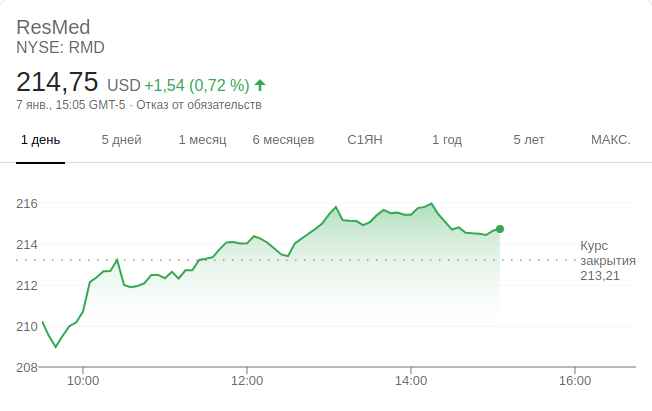 ResMed
NYSE: RMD
214,75 USD +1,54 (0,72 %)
7 янв., 15:05 GMT-5 · Отказ от обязательств
1 день 5 дней 1 месяц 6 месяцев С1ЯН 1 год 5 лет МАКС.
216
214
212
210
208
Курс
закрытия
213,21
10:00 12:00 14:00 16:00